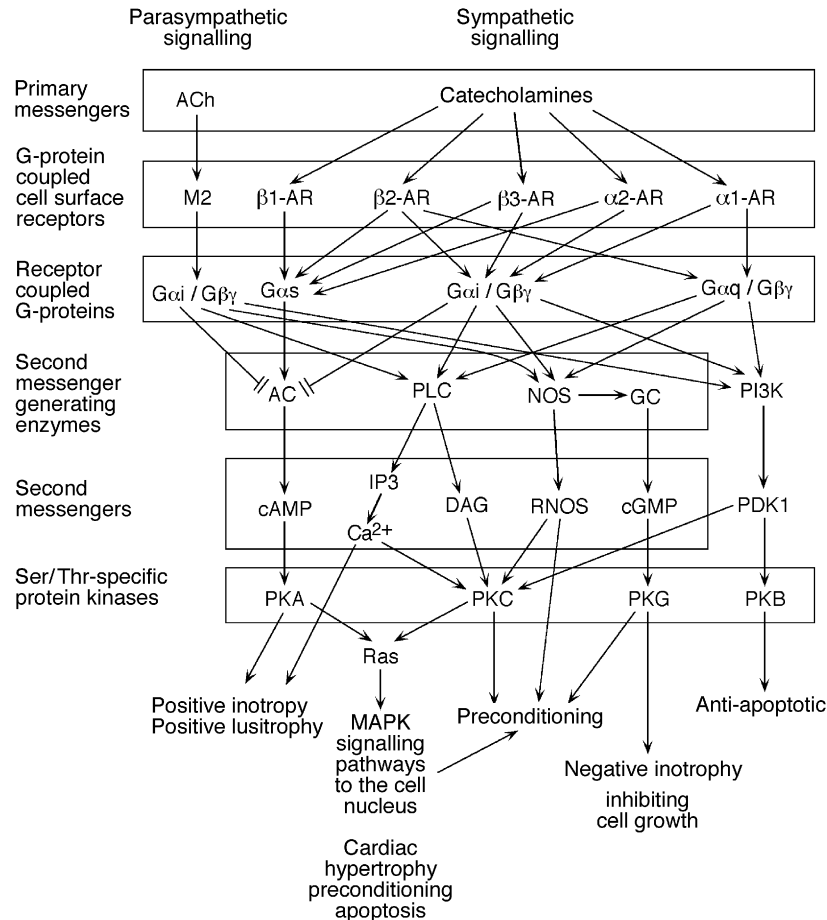 Parasympathetic
signalling
Sympathetic
signalling
Primary
messengers
ACh
Catecholamines
G-protein
coupled
cell surface
receptors
M2
β1-AR
β2-AR
β3-AR
α2-AR
α1-AR
Receptor
coupled
G-proteins
Gαi / Gβγ
Gαs
Gαi / Gβγ
Gαq / Gβγ
Second
messenger
generating
enzymes
AC
PLC
NOS
GC
PI3K
Second
messengers
cAMP
IP3
Ca2+
DAG
RNOS
cGMP
PDK1
Ser/Thr-specific
protein kinases
PKA
PKC
PKG
PKB
Ras
Positive inotropy
Positive lusitrophy
MAPK
signalling
pathways
to the cell
nucleus
Preconditioning
Anti-apoptotic
Negative inotrophy
inhibiting
cell growth
Cardiac
hypertrophy
preconditioning
apoptosis